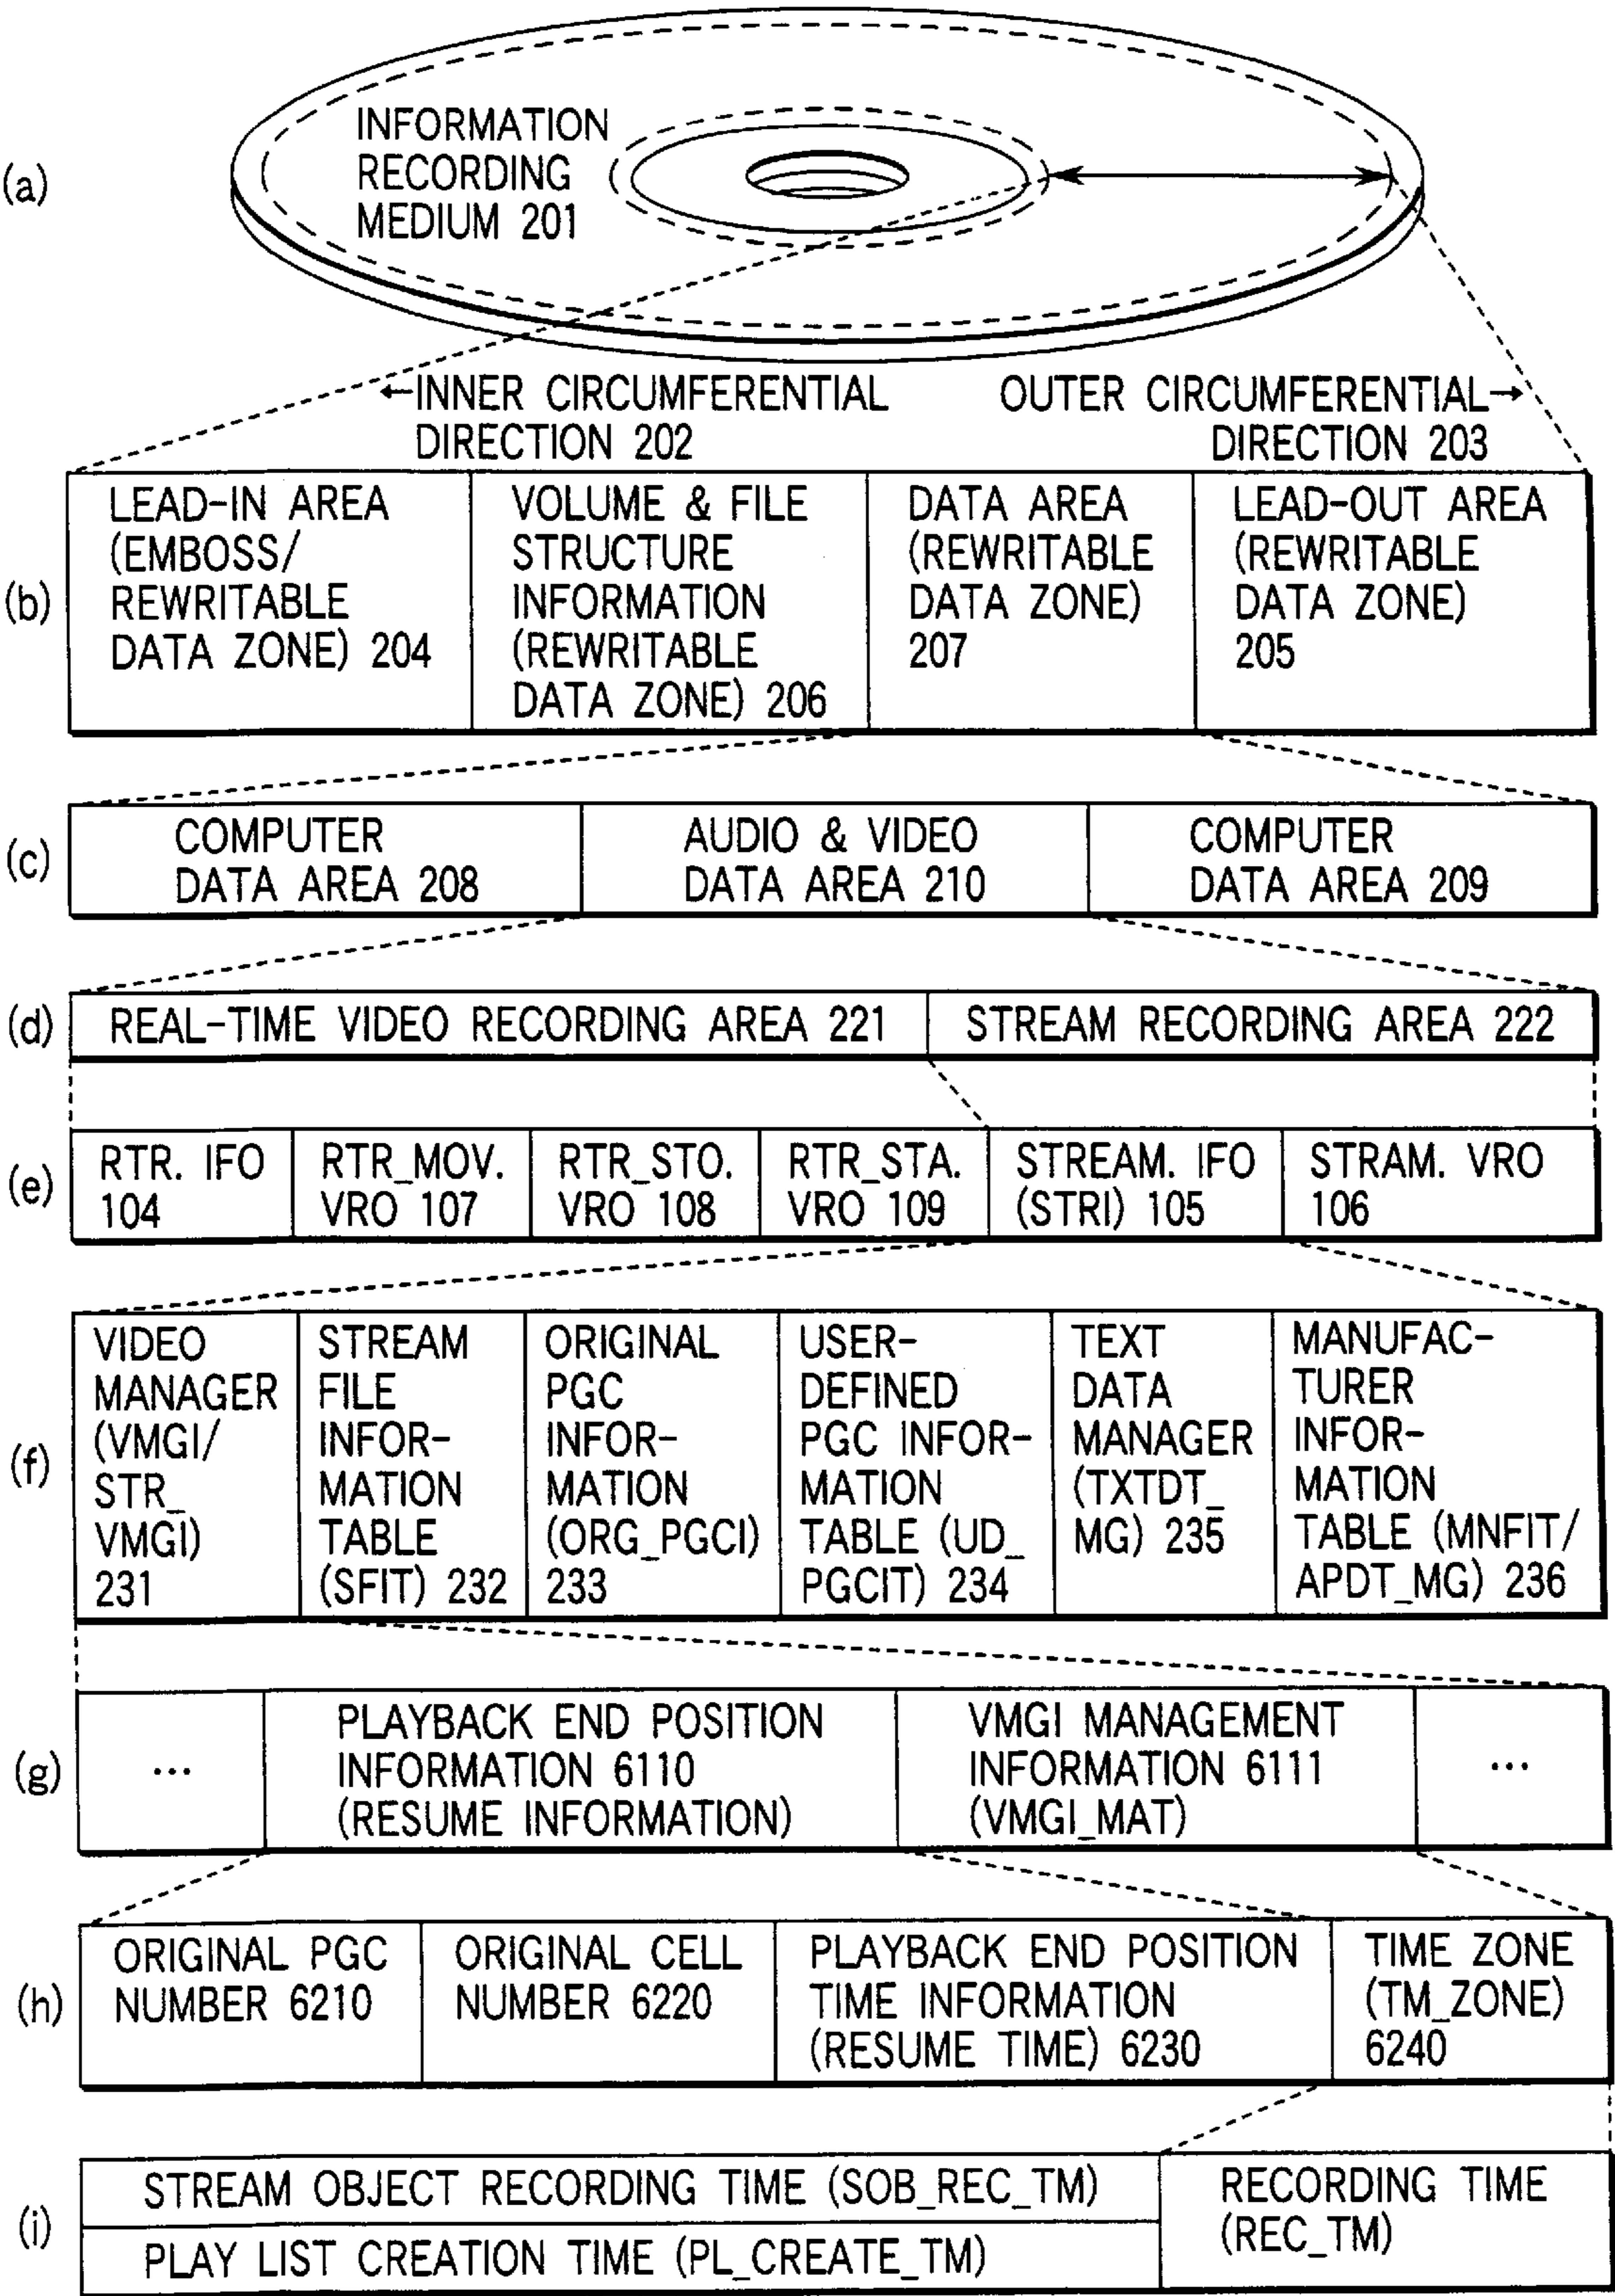 (a)
INFORMATION
RECORDING
MEDIUM 201
←INNER CIRCUMFERENTIAL
DIRECTION 202
OUTER CIRCUMFERENTIAL→
DIRECTION 203
(b)
LEAD-IN AREA
(EMBOSS/
REWRITABLE
DATA ZONE) 204
VOLUME & FILE
STRUCTURE
INFORMATION
(REWRITABLE
DATA ZONE) 206
DATA AREA
(REWRITABLE
DATA ZONE)
207
LEAD-OUT AREA
(REWRITABLE
DATA ZONE)
205
(c)
COMPUTER
DATA AREA 208
AUDIO & VIDEO
DATA AREA 210
COMPUTER
DATA AREA 209
(d)
REAL-TIME VIDEO RECORDING AREA 221
STREAM RECORDING AREA 222
(e)
RTR. IFO
104
RTR_MOV.
VRO 107
RTR_STO.
VRO 108
RTR_STA.
VRO 109
STREAM. IFO
(STRI) 105
STRAM. VRO
106
(f)
VIDEO
MANAGER
(VMGI/
STR_
VMGI)
231
STREAM
FILE
INFOR-
MATION
TABLE
(SFIT) 232
ORIGINAL
PGC
INFOR-
MATION
(ORG_PGCI)
233
USER-
DEFINED
PGC INFOR-
MATION
TABLE (UD_
PGCIT) 234
TEXT
DATA
MANAGER
(TXTDT_
MG) 235
MANUFAC-
TURER
INFOR-
MATION
TABLE (MNFIT/
APDT_MG) 236
(g)
...
PLAYBACK END POSITION
INFORMATION 6110
(RESUME INFORMATION)
VMGI MANAGEMENT
INFORMATION 6111
(VMGI_MAT)
...
(h)
ORIGINAL PGC
NUMBER 6210
ORIGINAL CELL
NUMBER 6220
PLAYBACK END POSITION
TIME INFORMATION
(RESUME TIME) 6230
TIME ZONE
(TM_ZONE)
6240
(i)
STREAM OBJECT RECORDING TIME (SOB_REC_TM)
PLAY LIST CREATION TIME (PL_CREATE_TM)
RECORDING TIME
(REC_TM)